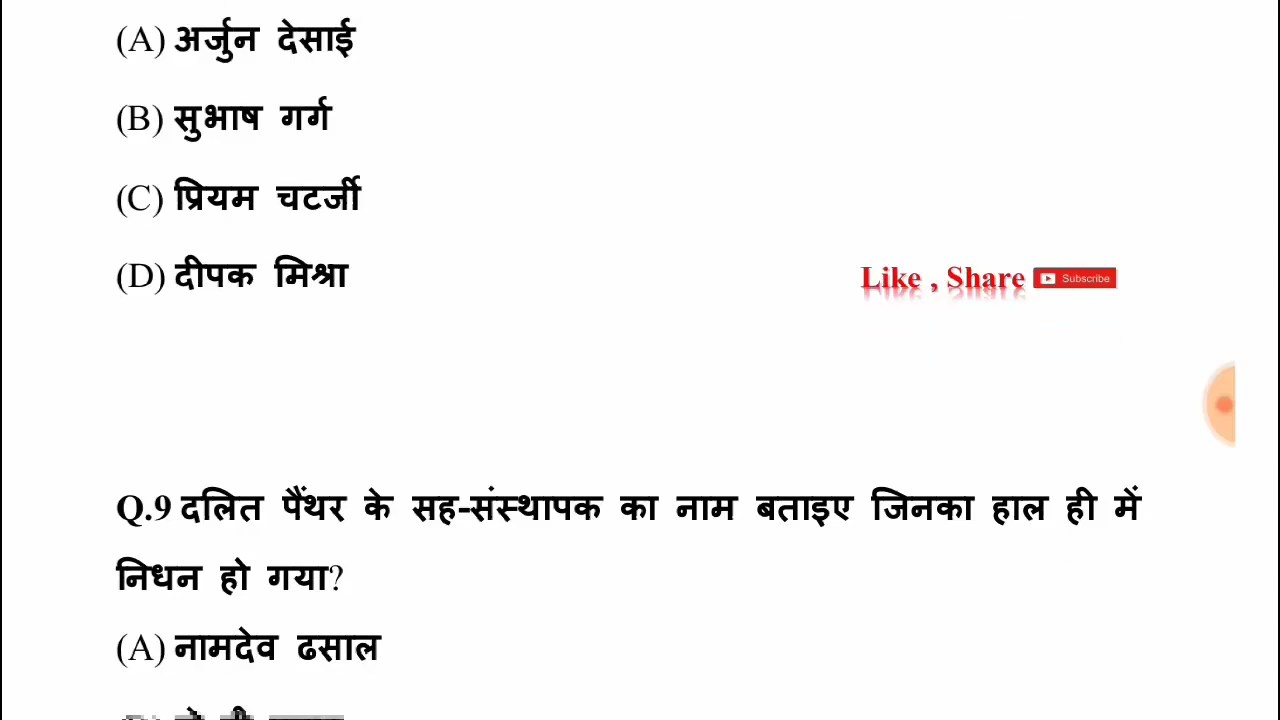 (A) अर्जुन देसाई
(B) सुभाष गर्ग
(C) प्रियम चटर्जी
(D) दीपक मिश्रा
Like , Share Subscribe
Q.9 दलित पैंथर के सह-संस्थापक का नाम बताइए जिनका हाल ही में
निधन हो गया?
(A) नामदेव ढसाल